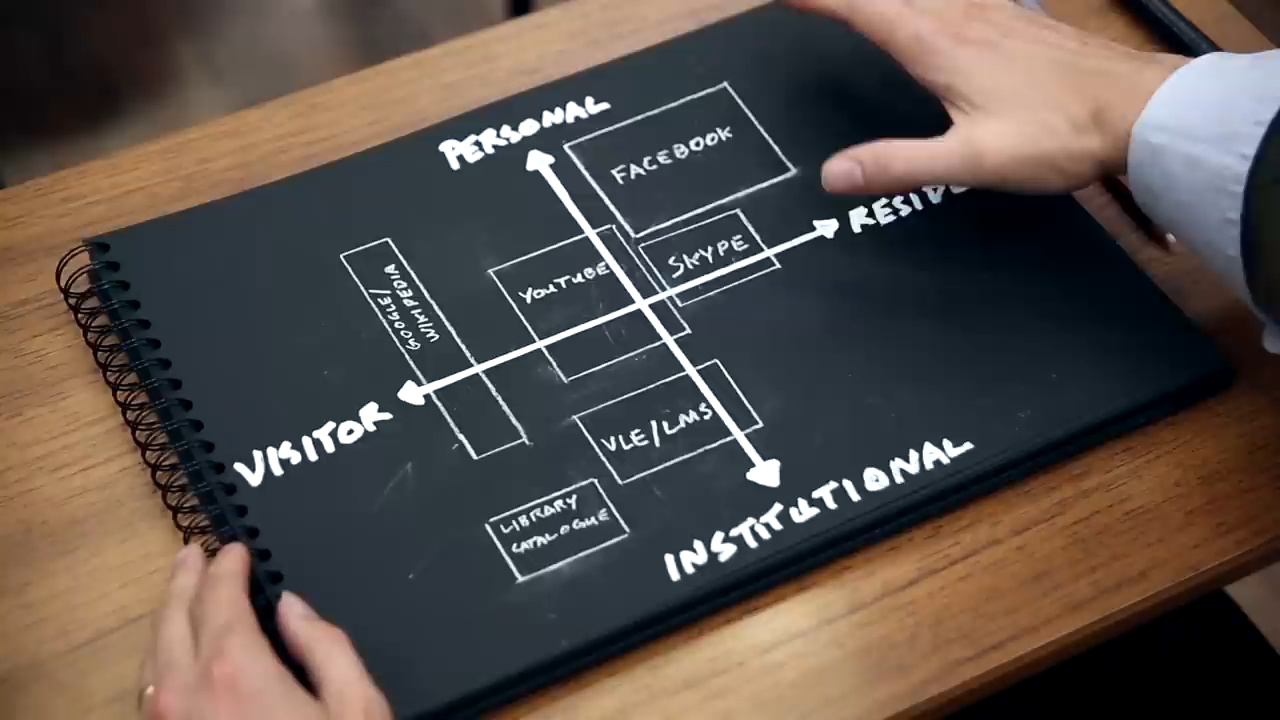 PERSONAL
FACEBOOK
SKYPE
YOUTUBE
GOOGLE/
WIKIPEDIA
VISITOR
VLE/LMS
LIBRARY
CATALOGUE
INSTITUTIONAL